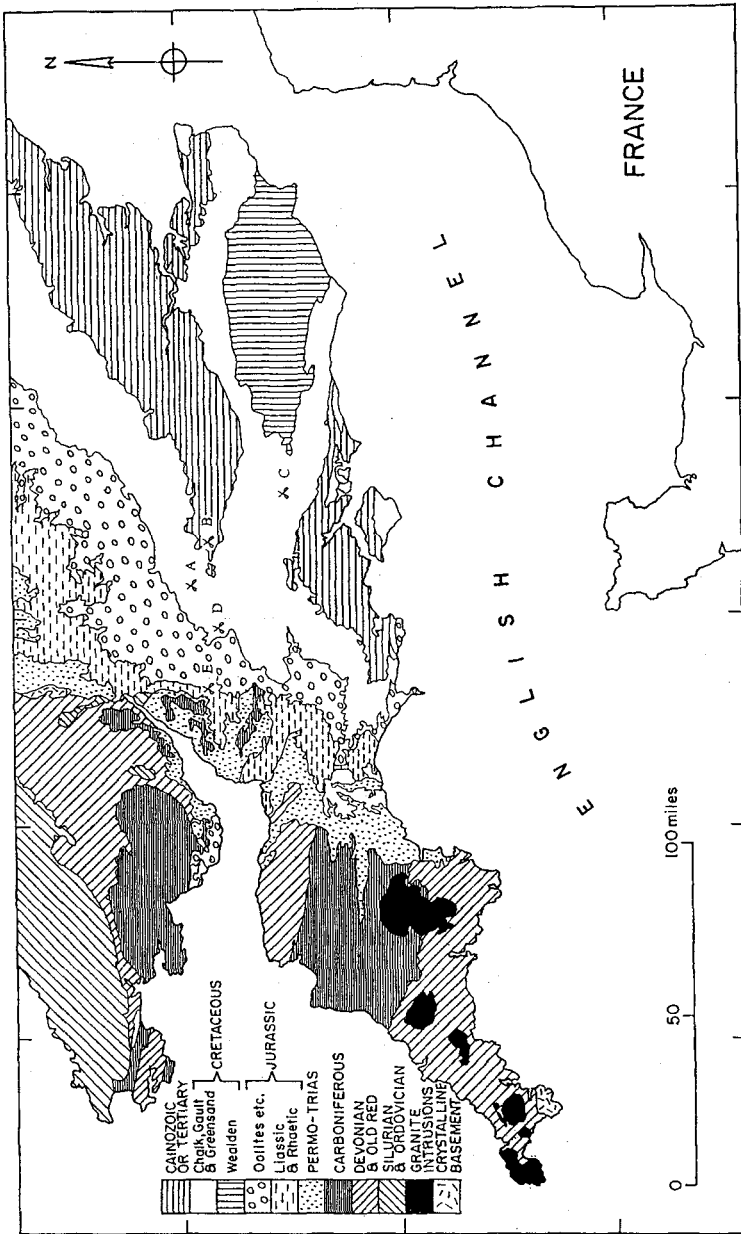 N
CAINOZOIC
OR TERTIARY
Chalk, Gault
& Greensand
Wealden
CRETACEOUS
Oolites etc.
Liassic
& Rhaetic
JURASSIC
PERMO-TRIAS
CARBONIFEROUS
DEVONIAN
& OLD RED
SILURIAN
& ORDOVICIAN
GRANITE
INTRUSIONS
CRYSTALLINE
BASEMENT
A
B
C
D
E
ENGLISH CHANNEL
FRANCE
0
50
100 miles